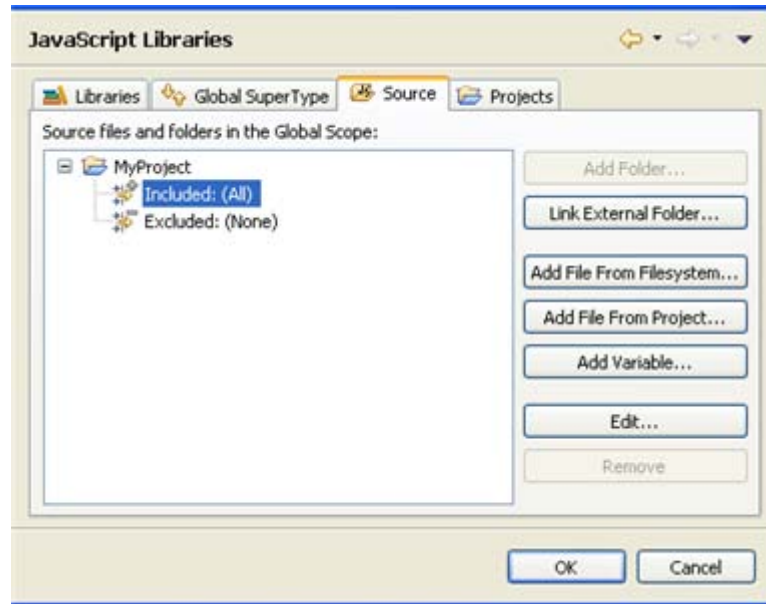 JavaScript Libraries
Libraries Global SuperType Source Projects
Source files and folders in the Global Scope:
MyProject
Included: (All)
Excluded: (None)
Add Folder...
Link External Folder...
Add File From Filesystem...
Add File From Project...
Add Variable...
Edit...
Remove
OK Cancel